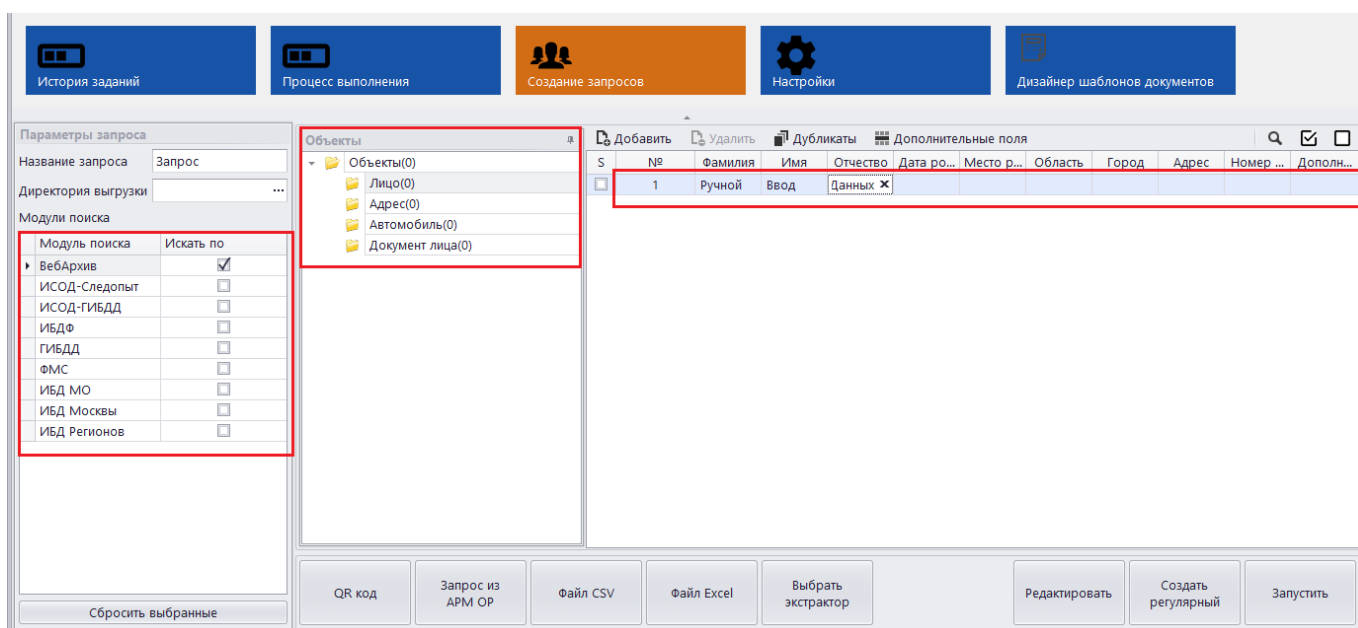 История заданий
Процесс выполнения
Создание запросов
Настройки
Дизайнер шаблонов документов
Параметры запроса
Название запроса Запрос
Директория выгрузки ...
Модули поиска
Модуль поиска Искать по
ВебАрхив
ИСОД-Следопыт
ИСОД-ГИБДД
ИБДФ
ГИБДД
ФМС
ИБД МО
ИБД Москвы
ИБД Регионов
Сбросить выбранные
Объекты
Объекты(0)
Лицо(0)
Адрес(0)
Автомобиль(0)
Документ лица(0)
Добавить Удалить Дубликаты Дополнительные поля
S № Фамилия Имя Отчество Дата ро... Место р... Область Город Адрес Номер ... Дополн...
1 Ручной Ввод Данных
QR код
Запрос из
АРМ ОР
Файл CSV
Файл Excel
Выбрать
экстрактор
Редактировать
Создать
регулярный
Запустить